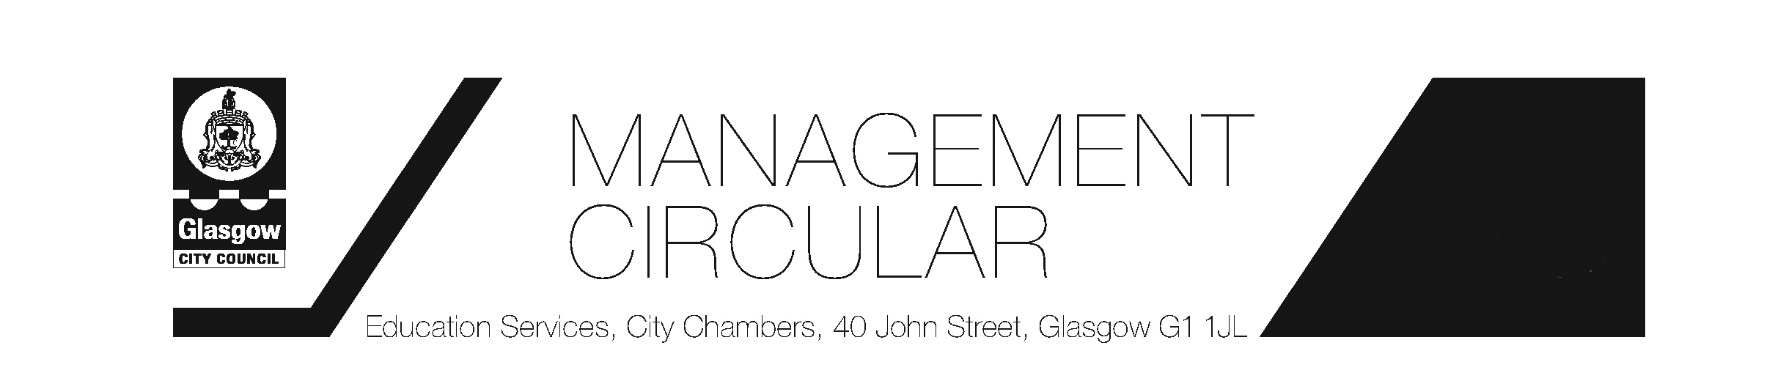 Glasgow
CITY COUNCIL
MANAGEMENT
CIRCULAR
Education Services, City Chambers, 40 John Street, Glasgow G1 1JL